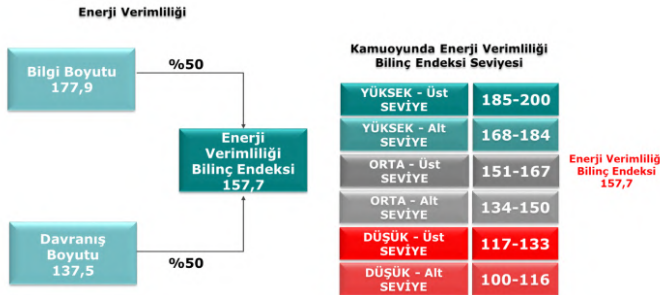 Enerji Verimliliği
Bilgi Boyutu
177,9
%50
Enerji
Verimliliği
Bilinç Endeksi
157,7
Davranış
Boyutu
137,5
%50
Kamuoyunda Enerji Verimliliği
Bilinç Endeksi Seviyesi
YÜKSEK - Üst
SEVİYE
185-200
YÜKSEK - Alt
SEVİYE
168-184
ORTA - Üst
SEVİYE
151-167
ORTA - Alt
SEVİYE
134-150
DÜŞÜK - Üst
SEVİYE
117-133
DÜŞÜK - Alt
SEVİYE
100-116
Enerji Verimliliğ
Bilinç Endeksi
157,7